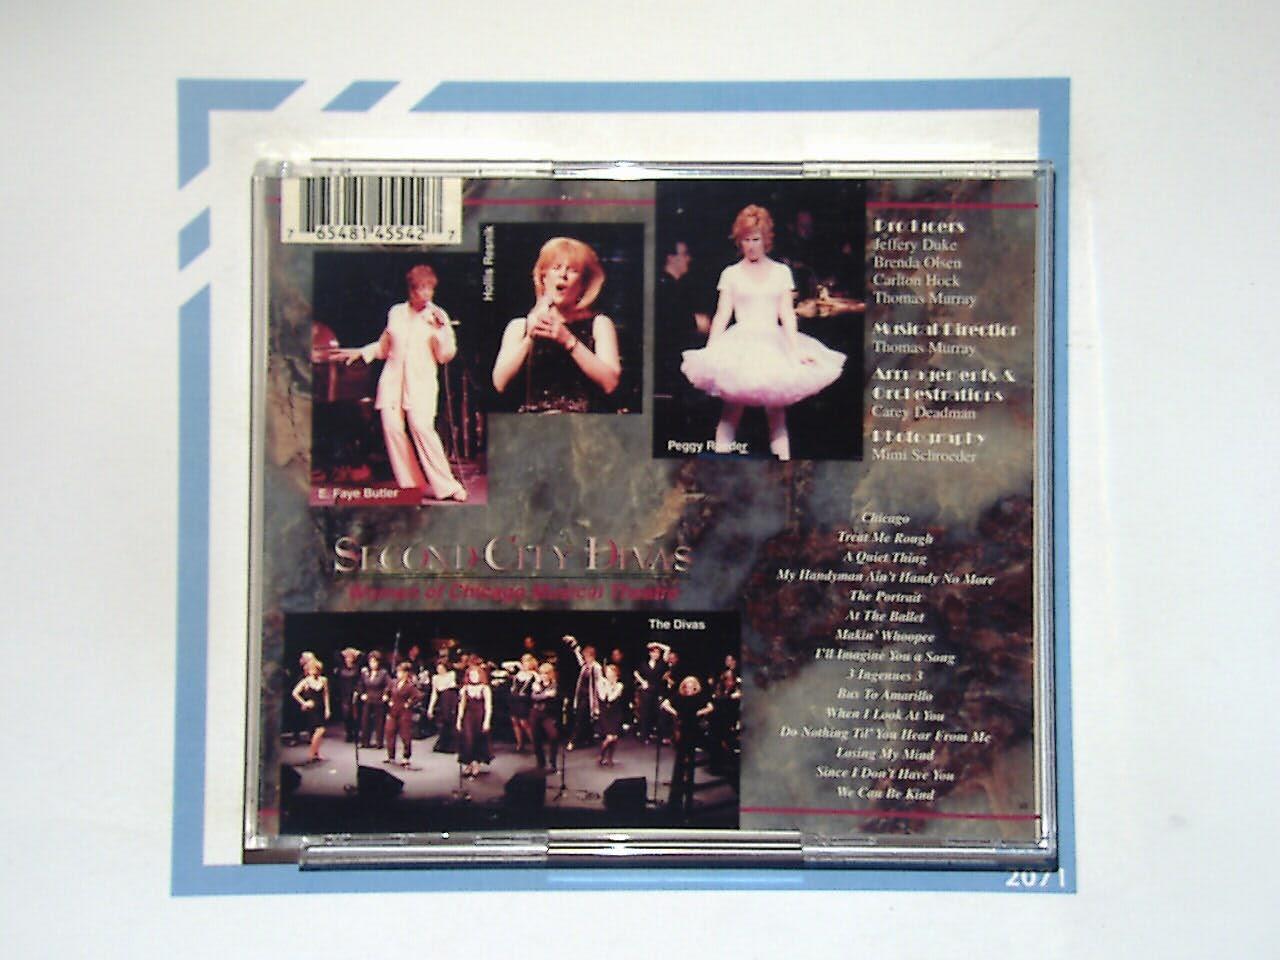 7 65481 45542 7
Hollis Resnik
E. Faye Butler
Peggy Roeder
Producers
Jeffery Duke
Brenda Olsen
Carlton Hock
Thomas Murray
Musical Direction
Thomas Murray
Arrangements &
Orchestrations
Carey Deadman
Photography
Mimi Schroeder
SECOND CITY DIVAS
Women of Chicago Musical Theatre
The Divas
Chicago
Treat Me Rough
A Quiet Thing
My Handyman Ain't Handy No More
The Portrait
At The Ballet
Makin' Whoopee
I'll Imagine You a Song
3 Ingenues 3
Bus To Amarillo
When I Look At You
Do Nothing Til' You Hear From Me
Losing My Mind
Since I Don't Have You
We Can Be Kind
2071